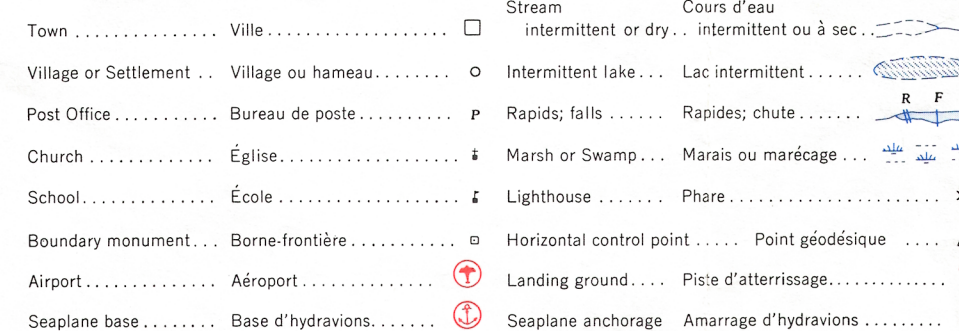 Town . . . . . . . . . . . . . . Ville . . . . . . . . . . . . . . . . . .
Village or Settlement . . Village ou hameau . . . . . . . .
Post Office . . . . . . . . . . . Bureau de poste . . . . . . . . . . P
Church . . . . . . . . . . . . . Église . . . . . . . . . . . . . . . . . .
School . . . . . . . . . . . . . . École . . . . . . . . . . . . . . . . . .
Boundary monument . . . Borne-frontière . . . . . . . . . . .
Airport . . . . . . . . . . . . . . Aéroport . . . . . . . . . . . . . .
Seaplane base . . . . . . . . Base d'hydravions . . . . . . .
Stream Cours d'eau
intermittent or dry . . intermittent ou à sec . .
Intermittent lake . . . Lac intermittent . . . . . .
R F
Rapids; falls . . . . . . Rapides; chute . . . . . . .
Marsh or Swamp . . . Marais ou marécage . . .
Lighthouse . . . . . . . Phare . . . . . . . . . . . . . . . . . . . .
Horizontal control point . . . . . Point géodésique . . . .
Landing ground . . . . Piste d'atterrissage . . . . . . . . . . .
Seaplane anchorage Amarrage d'hydravions . . . . . . . . .